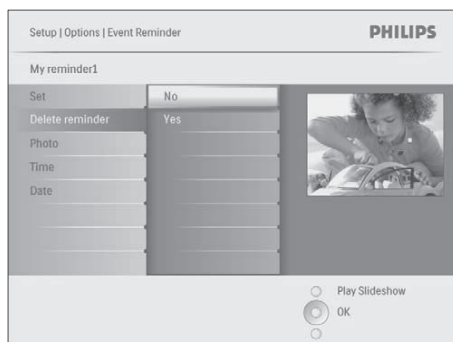 Setup | Options | Event Reminder
PHILIPS
My reminder1
Set
No
Delete reminder
Yes
Photo
Time
Date
Play Slideshow
OK